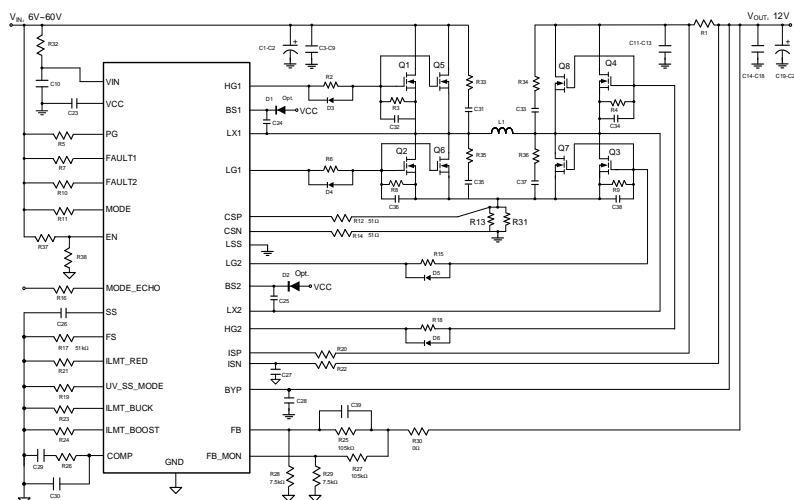 VIN, 6V~60V
VOUT, 12V
R32
C1-C2
C3-C9
C11-C13
R1
C10
C14-C18
VIN
VCC
C23
PG
R5
FAULT1
R7
FAULT2
R10
MODE
R11
EN
R37
R38
MODE_ECHO
R16
SS
C26
FS
R17 51kΩ
ILMT_RED
R21
UV_SS_MODE
R19
ILMT_BUCK
R23
ILMT_BOOST
R24
COMP
C29
R26
C30
GND
HG1
BS1
LX1
LG1
CSP
CSN
LSS
LG2
BS2
LX2
HG2
ISP
ISN
BYP
FB
FB_MON
R2
D3
D1 Opt.
VCC
C24
R6
D4
Q1
Q5
R3
C32
Q2
Q6
R8
C36
R33
C31
R35
C35
L1
R34
C33
R36
C37
Q8
Q4
R4
C34
Q7
Q3
R9
C38
R12 51Ω
R14 51Ω
R13
R31
R15
D5
D2 Opt.
VCC
C25
R18
D6
R20
R22
C27
C28
C39
R25
105kΩ
R30
0Ω
R27
105kΩ
R28
7.5kΩ
R29
7.5kΩ